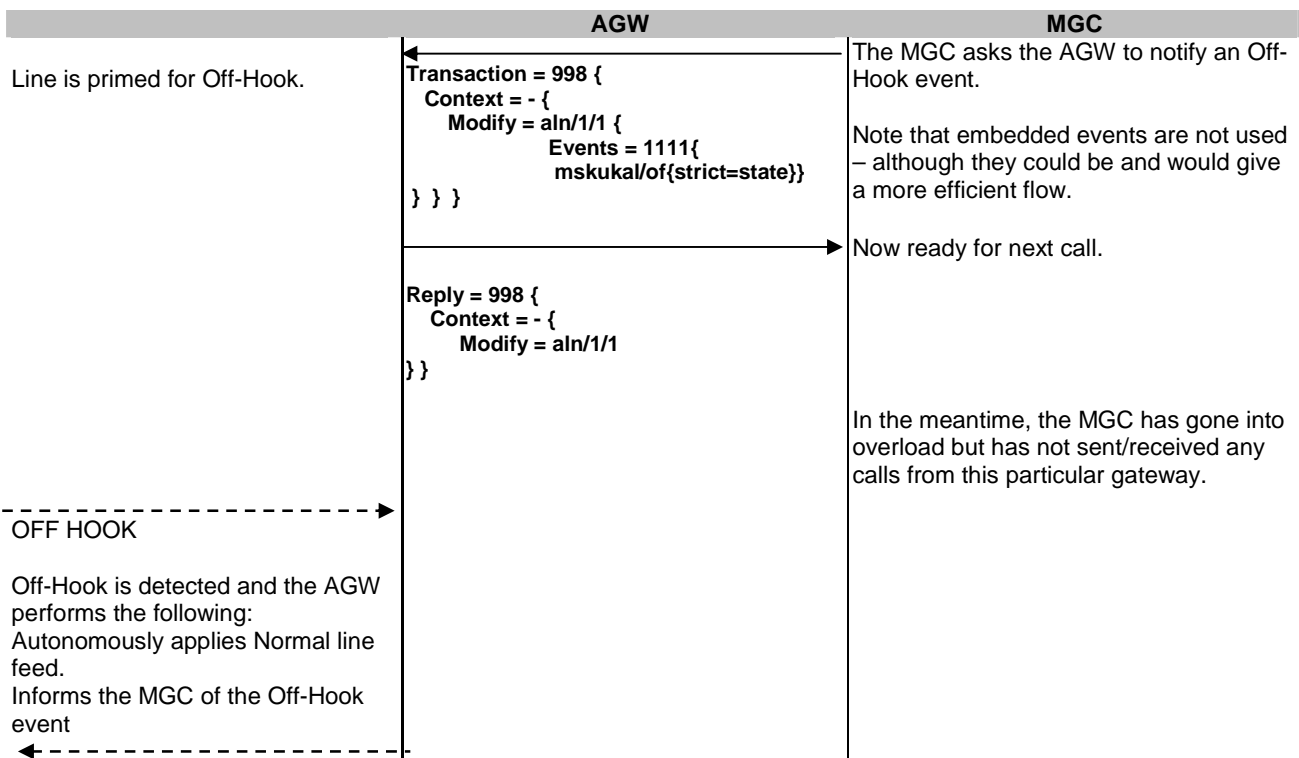 AGW MGC
Line is primed for Off-Hook.
Transaction = 998 {
Context = - {
Modify = aln/1/1 {
Events = 1111{
mskukal/of{strict=state}}
} } }
The MGC asks the AGW to notify an Off-
Hook event.
Note that embedded events are not used
– although they could be and would give
a more efficient flow.
Now ready for next call.
Reply = 998 {
Context = - {
Modify = aln/1/1
} }
In the meantime, the MGC has gone into
overload but has not sent/received any
calls from this particular gateway.
OFF HOOK
Off-Hook is detected and the AGW
performs the following:
Autonomously applies Normal line
feed.
Informs the MGC of the Off-Hook
event